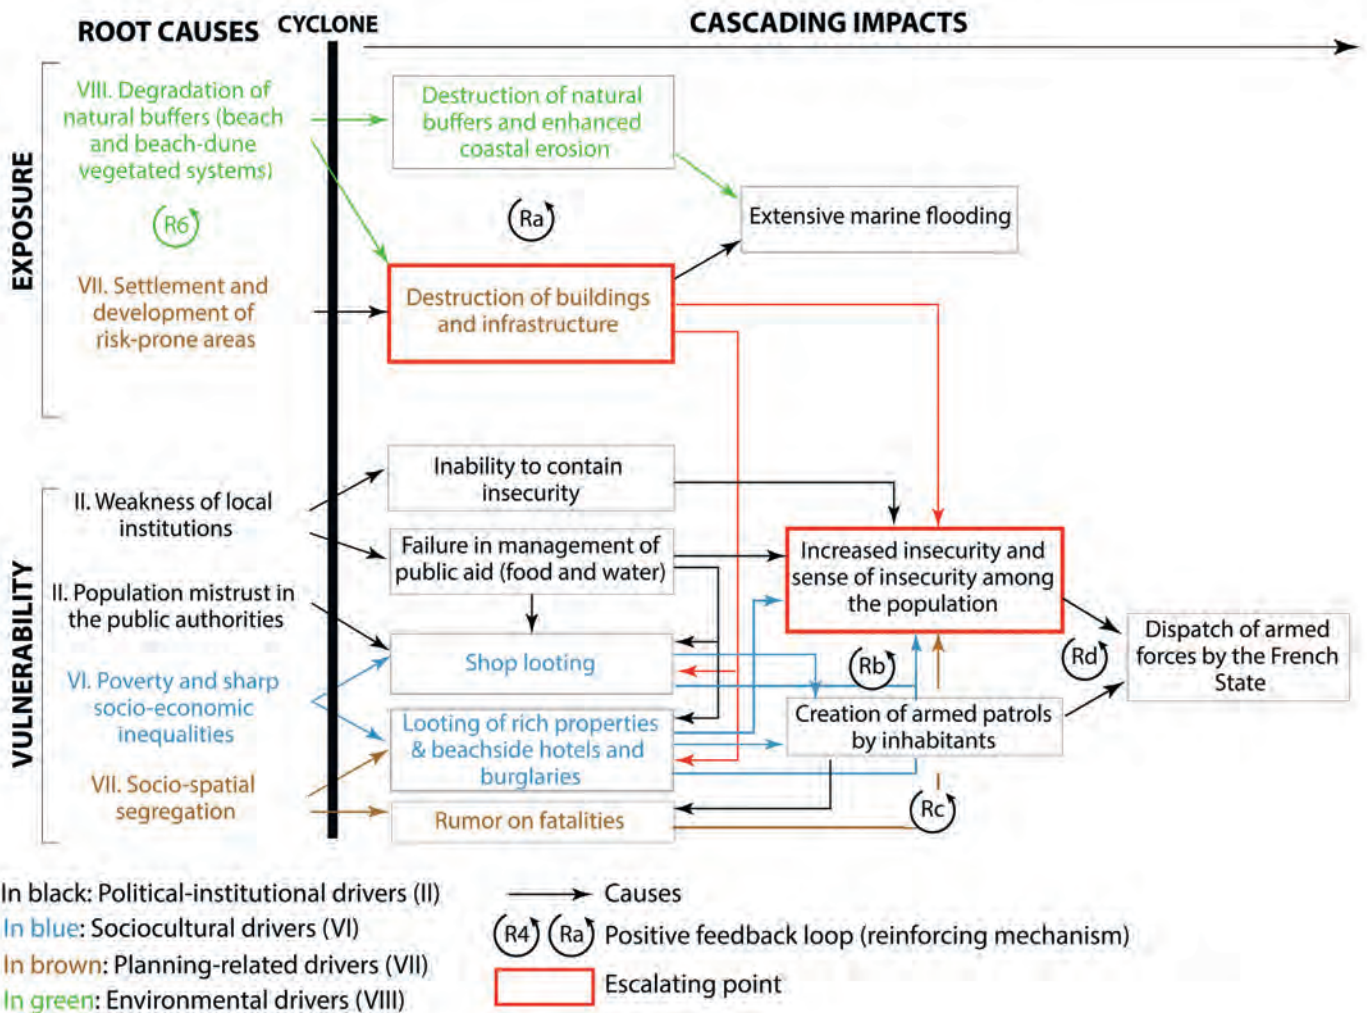 ROOT CAUSES
CYCLONE
CASCADING IMPACTS
EXPOSURE
VIII. Degradation of
natural buffers (beach
and beach-dune
vegetated systems)
R6
VII. Settlement and
development of
risk-prone areas
Destruction of natural
buffers and enhanced
coastal erosion
Ra
Extensive marine flooding
Destruction of buildings
and infrastructure
VULNERABILITY
II. Weakness of local
institutions
II. Population mistrust in
the public authorities
VI. Poverty and sharp
socio-economic
inequalities
VII. Socio-spatial
segregation
Inability to contain
insecurity
Failure in management of
public aid (food and water)
Shop looting
Looting of rich properties
& beachside hotels and
burglaries
Rumor on fatalities
Increased insecurity and
sense of insecurity among
the population
Rb
Rd
Creation of armed patrols
by inhabitants
Rc
Dispatch of armed
forces by the French
State
In black: Political-institutional drivers (II)
In blue: Sociocultural drivers (VI)
In brown: Planning-related drivers (VII)
In green: Environmental drivers (VIII)
Causes
R4 Ra Positive feedback loop (reinforcing mechanism)
Escalating point